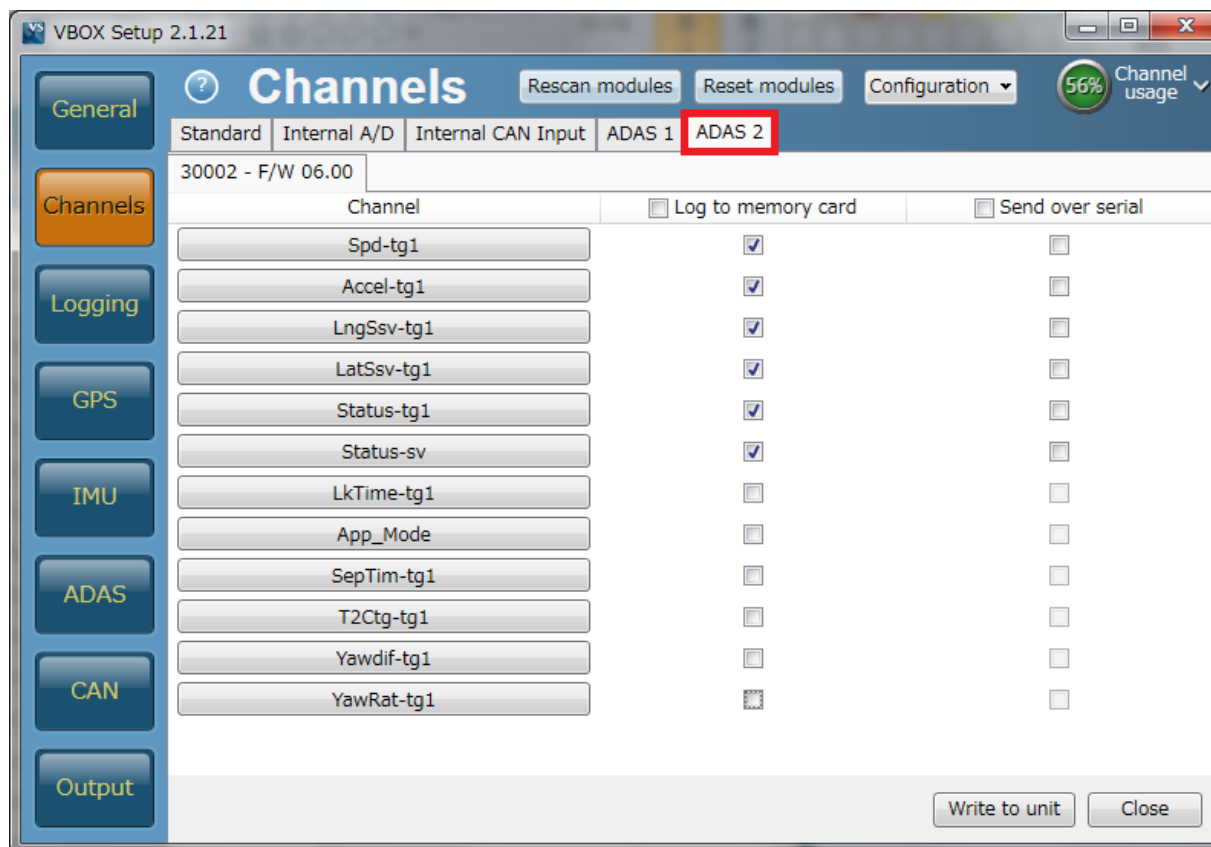 VBOX Setup 2.1.21
General
Channels
Rescan modules
Reset modules
Configuration
56%
Channel usage
Standard
Internal A/D
Internal CAN Input
ADAS 1
ADAS 2
30002 - F/W 06.00
Channels
Channel
Log to memory card
Send over serial
Spd-tg1
Accel-tg1
Logging
LngSsv-tg1
LatSsv-tg1
GPS
Status-tg1
Status-sv
IMU
LkTime-tg1
App_Mode
ADAS
SepTim-tg1
T2Ctg-tg1
Yawdif-tg1
CAN
YawRat-tg1
Output
Write to unit
Close